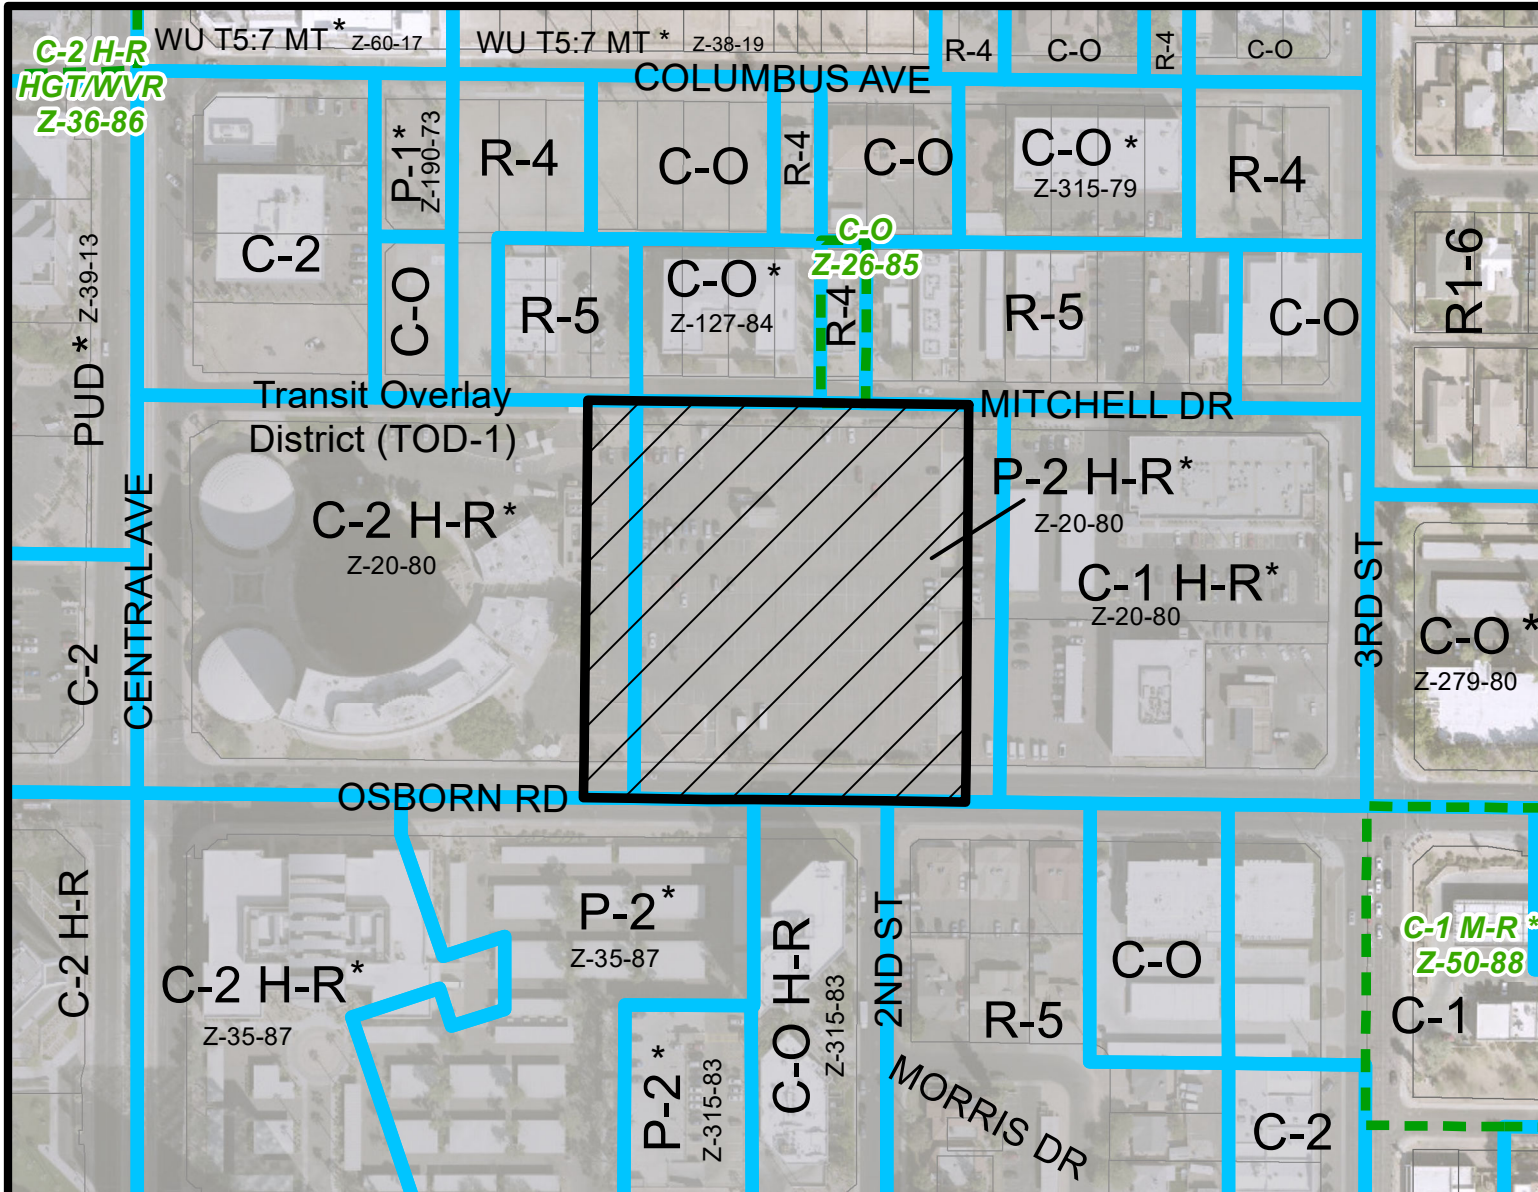 C-2 H-R
HGT/WVR
Z-36-86
WU T5:7 MT * Z-60-17
WU T5:7 MT * Z-38-19
R-4
C-O
R-4
C-O
COLUMBUS AVE
P-1*
Z-190-73
R-4
C-O
R-4
C-O
C-O *
Z-315-79
R-4
PUD * Z-39-13
C-2
C-O
R-5
C-O *
Z-127-84
C-O
Z-26-85
R-4
R-5
C-O
R1-6
Transit Overlay
District (TOD-1)
MITCHELL DR
CENTRAL AVE
C-2 H-R*
Z-20-80
P-2 H-R*
Z-20-80
C-1 H-R*
Z-20-80
3RD ST
C-O *
Z-279-80
C-2
OSBORN RD
C-2 H-R
C-2 H-R*
Z-35-87
P-2*
Z-35-87
P-2 *
Z-315-83
C-O H-R
Z-315-83
2ND ST
R-5
MORRIS DR
C-O
C-2
C-1 M-R *
Z-50-88
C-1